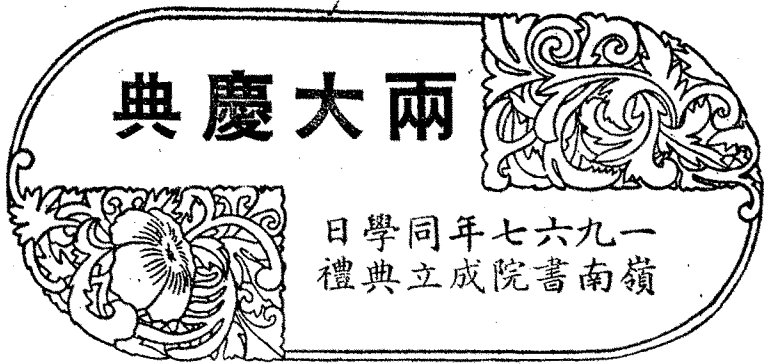 兩大慶典
一九六七年同學日
嶺南書院成立典禮